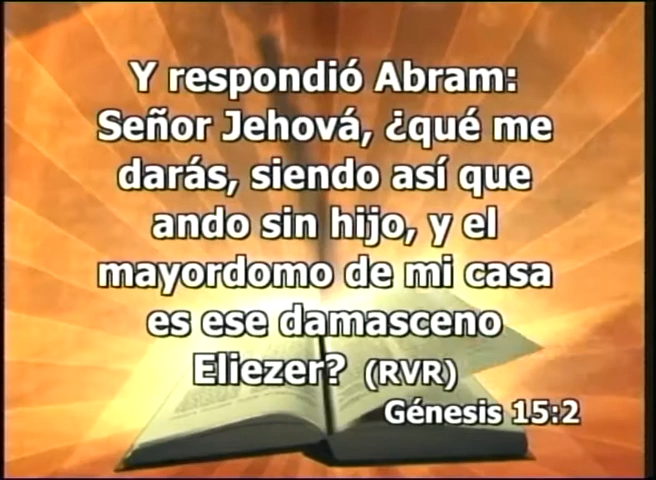 Y respondió Abram:
Señor Jehová, ¿qué me
darás, siendo así que
ando sin hijo, y el
mayordomo de mi casa
es ese damasceno
Eliezer? (RVR)
Génesis 15:2